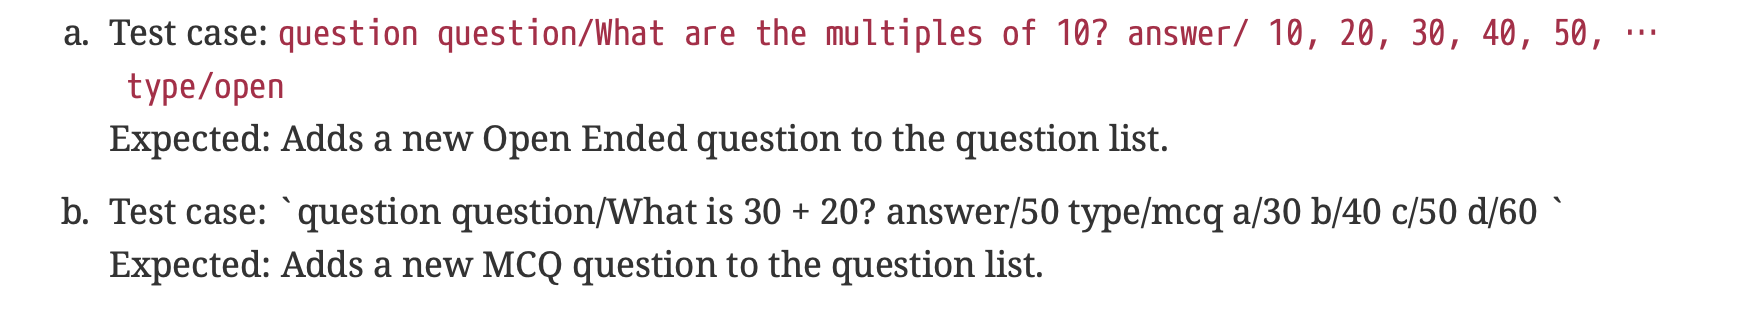 a. Test case: question question/What are the multiples of 10? answer/ 10, 20, 30, 40, 50, ⋯
type/open
Expected: Adds a new Open Ended question to the question list.
b. Test case: `question question/What is 30 + 20? answer/50 type/mcq a/30 b/40 c/50 d/60 `
Expected: Adds a new MCQ question to the question list.